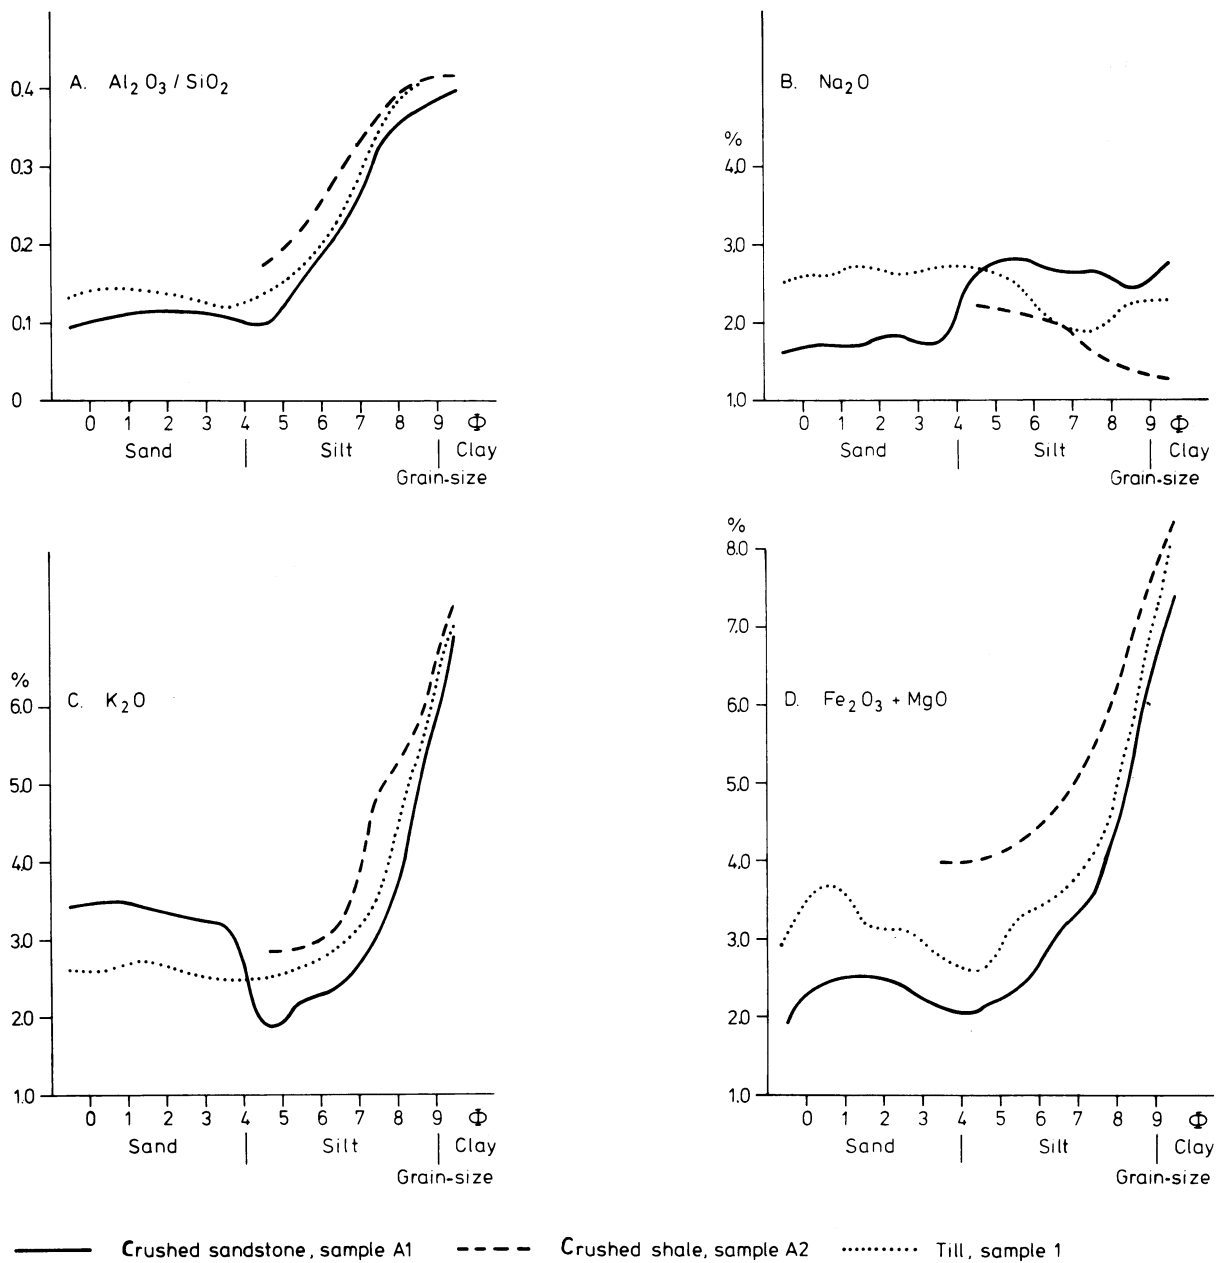 A. Al₂O₃ / SiO₂
0.4
0.3
0.2
0.1
0
0 1 2 3 4 5 6 7 8 9 Φ
Sand | Silt | Clay
Grain-size
B. Na₂O
%
4.0
3.0
2.0
1.0
0 1 2 3 4 5 6 7 8 9 Φ
Sand | Silt | Clay
Grain-size
C. K₂O
%
6.0
5.0
4.0
3.0
2.0
1.0
0 1 2 3 4 5 6 7 8 9 Φ
Sand | Silt | Clay
Grain-size
D. Fe₂O₃ + MgO
%
8.0
7.0
6.0
5.0
4.0
3.0
2.0
1.0
0 1 2 3 4 5 6 7 8 9 Φ
Sand | Silt | Clay
Grain-size
Crushed sandstone, sample A1 Crushed shale, sample A2 Till, sample 1